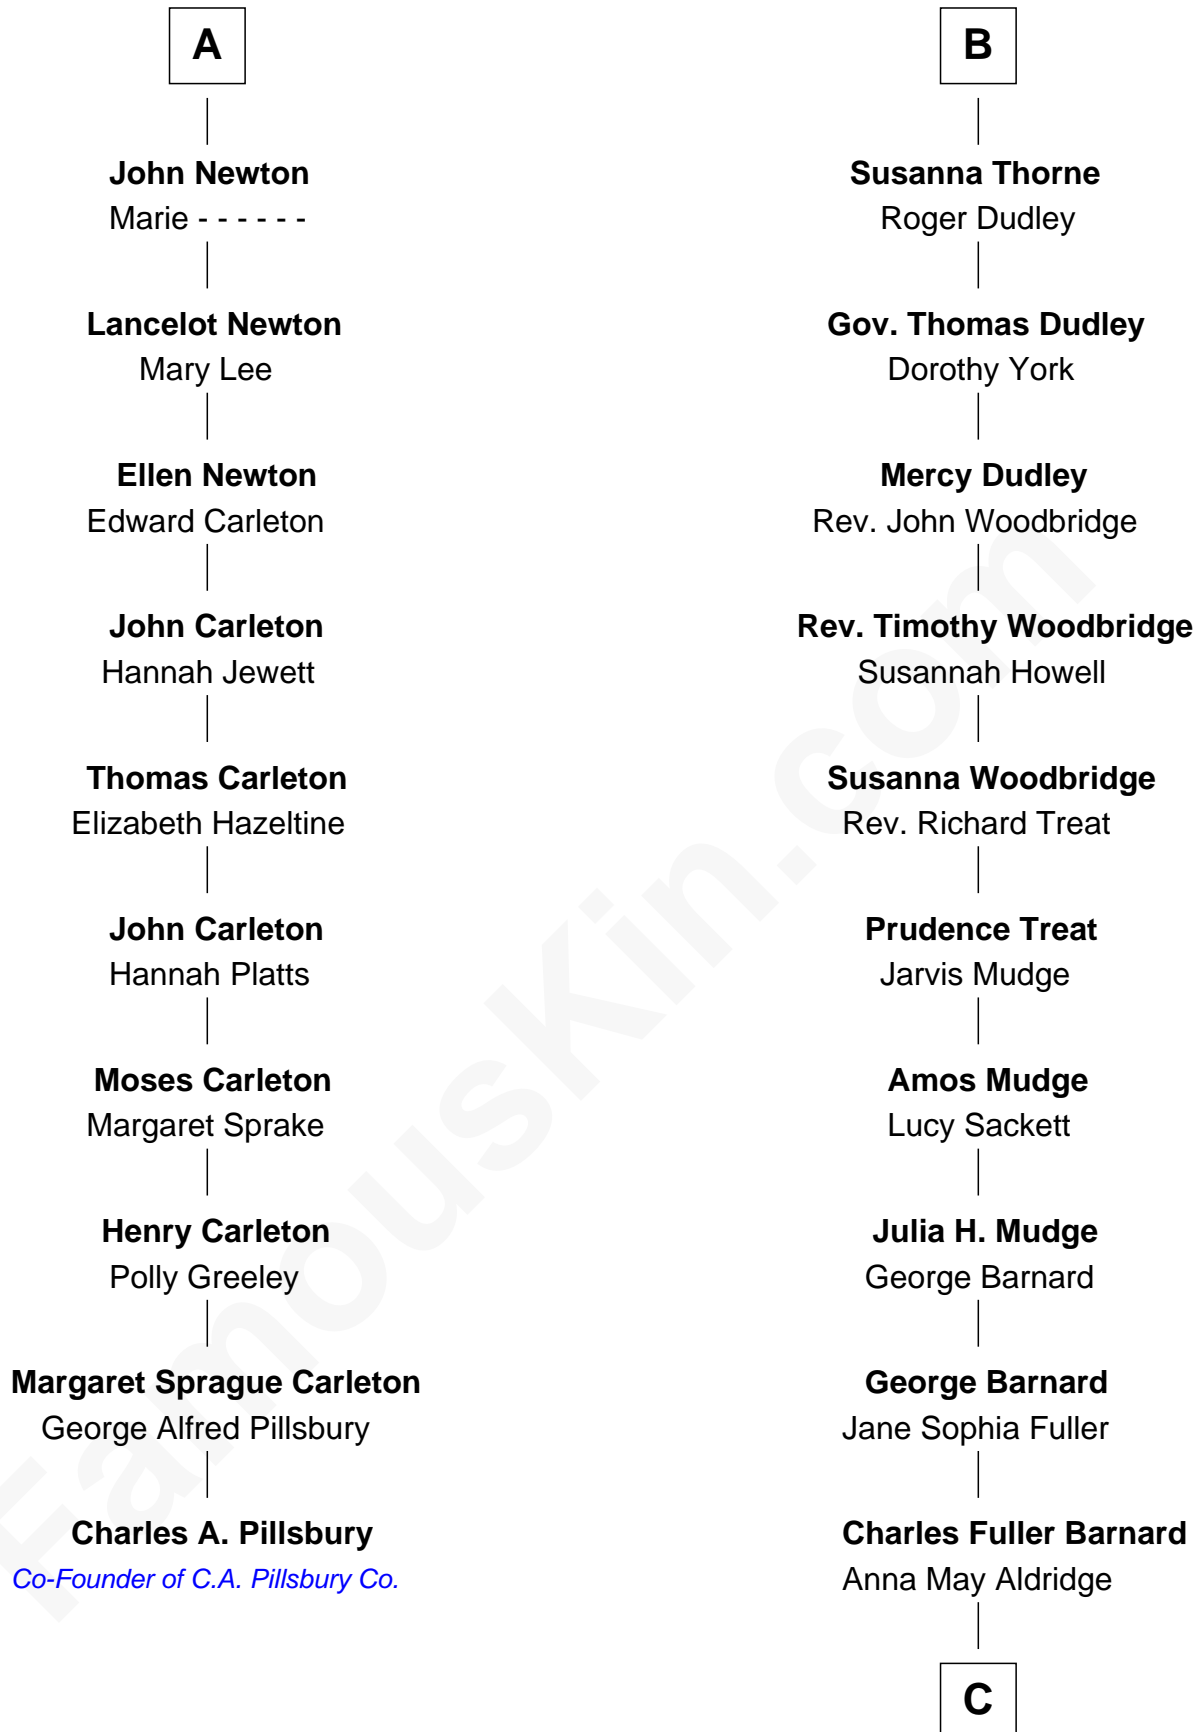 A
John Newton
Marie - - - - - -
Lancelot Newton
Mary Lee
Ellen Newton
Edward Carleton
John Carleton
Hannah Jewett
Thomas Carleton
Elizabeth Hazeltine
John Carleton
Hannah Platts
Moses Carleton
Margaret Sprake
Henry Carleton
Polly Greeley
Margaret Sprague Carleton
George Alfred Pillsbury
Charles A. Pillsbury
Co-Founder of C.A. Pillsbury Co.
B
Susanna Thorne
Roger Dudley
Gov. Thomas Dudley
Dorothy York
Mercy Dudley
Rev. John Woodbridge
Rev. Timothy Woodbridge
Susannah Howell
Susanna Woodbridge
Rev. Richard Treat
Prudence Treat
Jarvis Mudge
Amos Mudge
Lucy Sackett
Julia H. Mudge
George Barnard
George Barnard
Jane Sophia Fuller
Charles Fuller Barnard
Anna May Aldridge
C
FamousKin.com